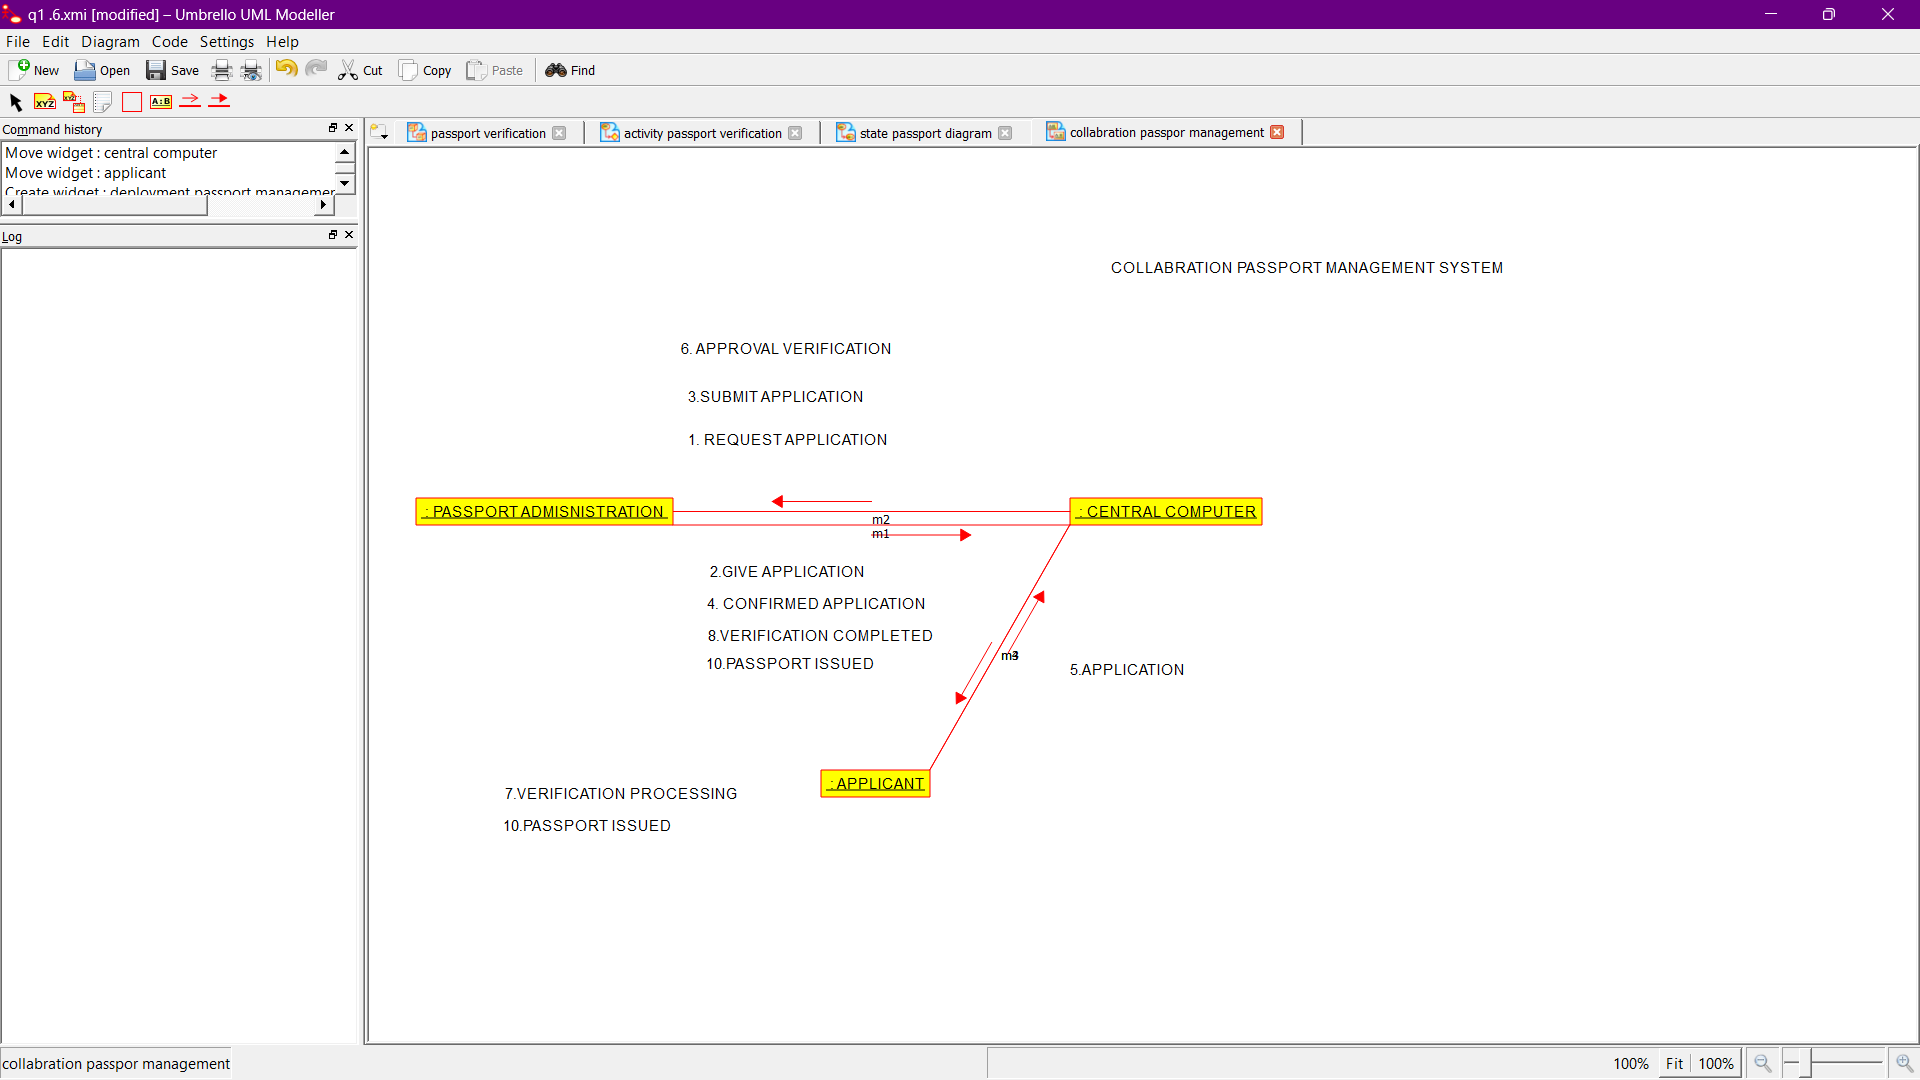 q1 .6.xmi [modified] – Umbrello UML Modeller
File Edit Diagram Code Settings Help
New Open Save Cut Copy Paste Find
XYZ XYZ A:B
Command history
Move widget : central computer
Move widget : applicant
Create widget : deployment passport managemer
Log
passport verification activity passport verification state passport diagram collabration passpor management
COLLABRATION PASSPORT MANAGEMENT SYSTEM
6. APPROVAL VERIFICATION
3.SUBMIT APPLICATION
1. REQUEST APPLICATION
: PASSPORT ADMISNISTRATION
: CENTRAL COMPUTER
m2
m1
2.GIVE APPLICATION
4. CONFIRMED APPLICATION
8.VERIFICATION COMPLETED
10.PASSPORT ISSUED
5.APPLICATION
: APPLICANT
7.VERIFICATION PROCESSING
10.PASSPORT ISSUED
collabration passpor management
100% Fit 100%